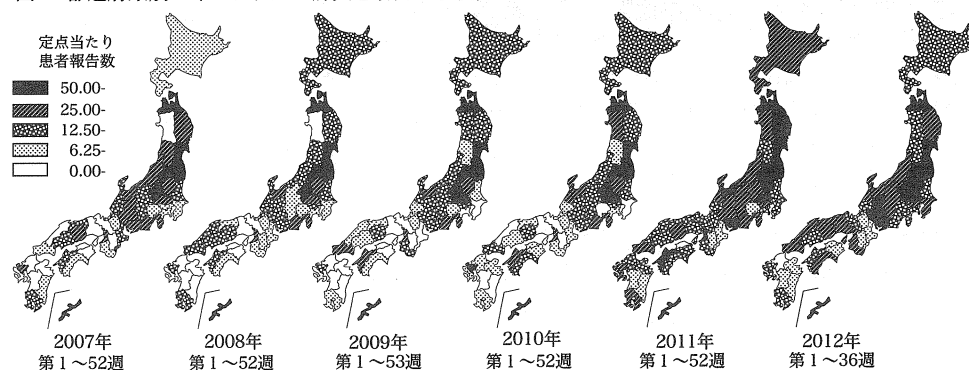 定点当たり
患者報告数
50.00-
25.00-
12.50-
6.25-
0.00-
2007年
第1～52週
2008年
第1～52週
2009年
第1～53週
2010年
第1～52週
2011年
第1～52週
2012年
第1～36週